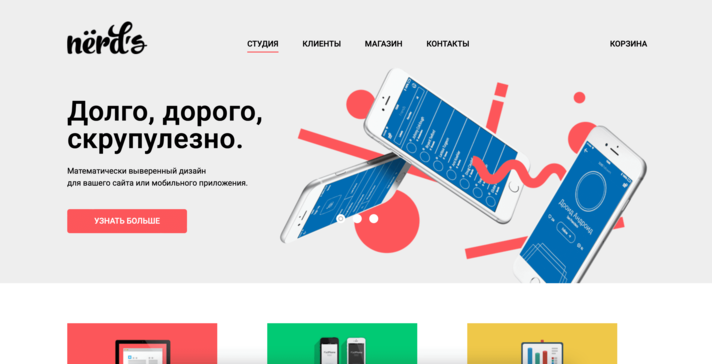 nërd's
СТУДИЯ КЛИЕНТЫ МАГАЗИН КОНТАКТЫ КОРЗИНА
Долго, дорого,
скрупулезно.
Математически выверенный дизайн
для вашего сайта или мобильного приложения.
УЗНАТЬ БОЛЬШЕ